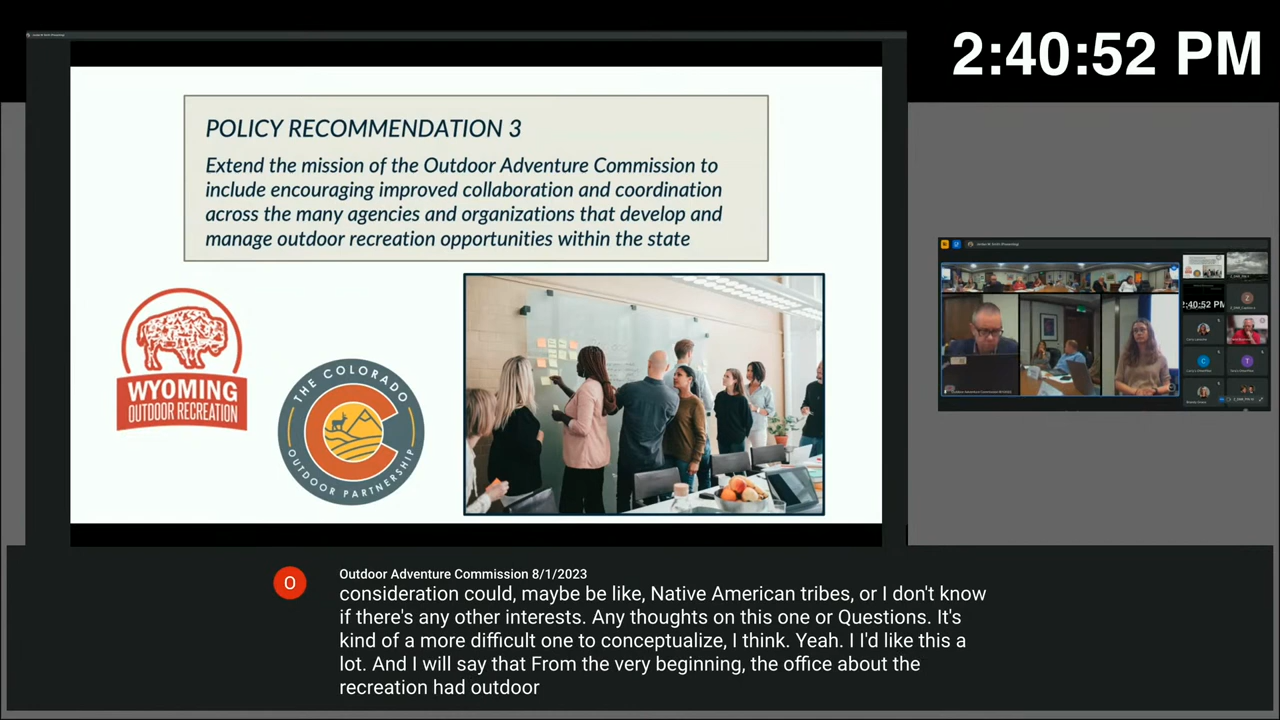 2:40:52 PM
POLICY RECOMMENDATION 3
Extend the mission of the Outdoor Adventure Commission to
include encouraging improved collaboration and coordination
across the many agencies and organizations that develop and
manage outdoor recreation opportunities within the state
WYOMING
OUTDOOR RECREATION
THE COLORADO
OUTDOOR PARTNERSHIP
2:40:52 PM
O
Outdoor Adventure Commission 8/1/2023
consideration could, maybe be like, Native American tribes, or I don't know
if there's any other interests. Any thoughts on this one or Questions. It's
kind of a more difficult one to conceptualize, I think. Yeah. I I'd like this a
lot. And I will say that From the very beginning, the office about the
recreation had outdoor